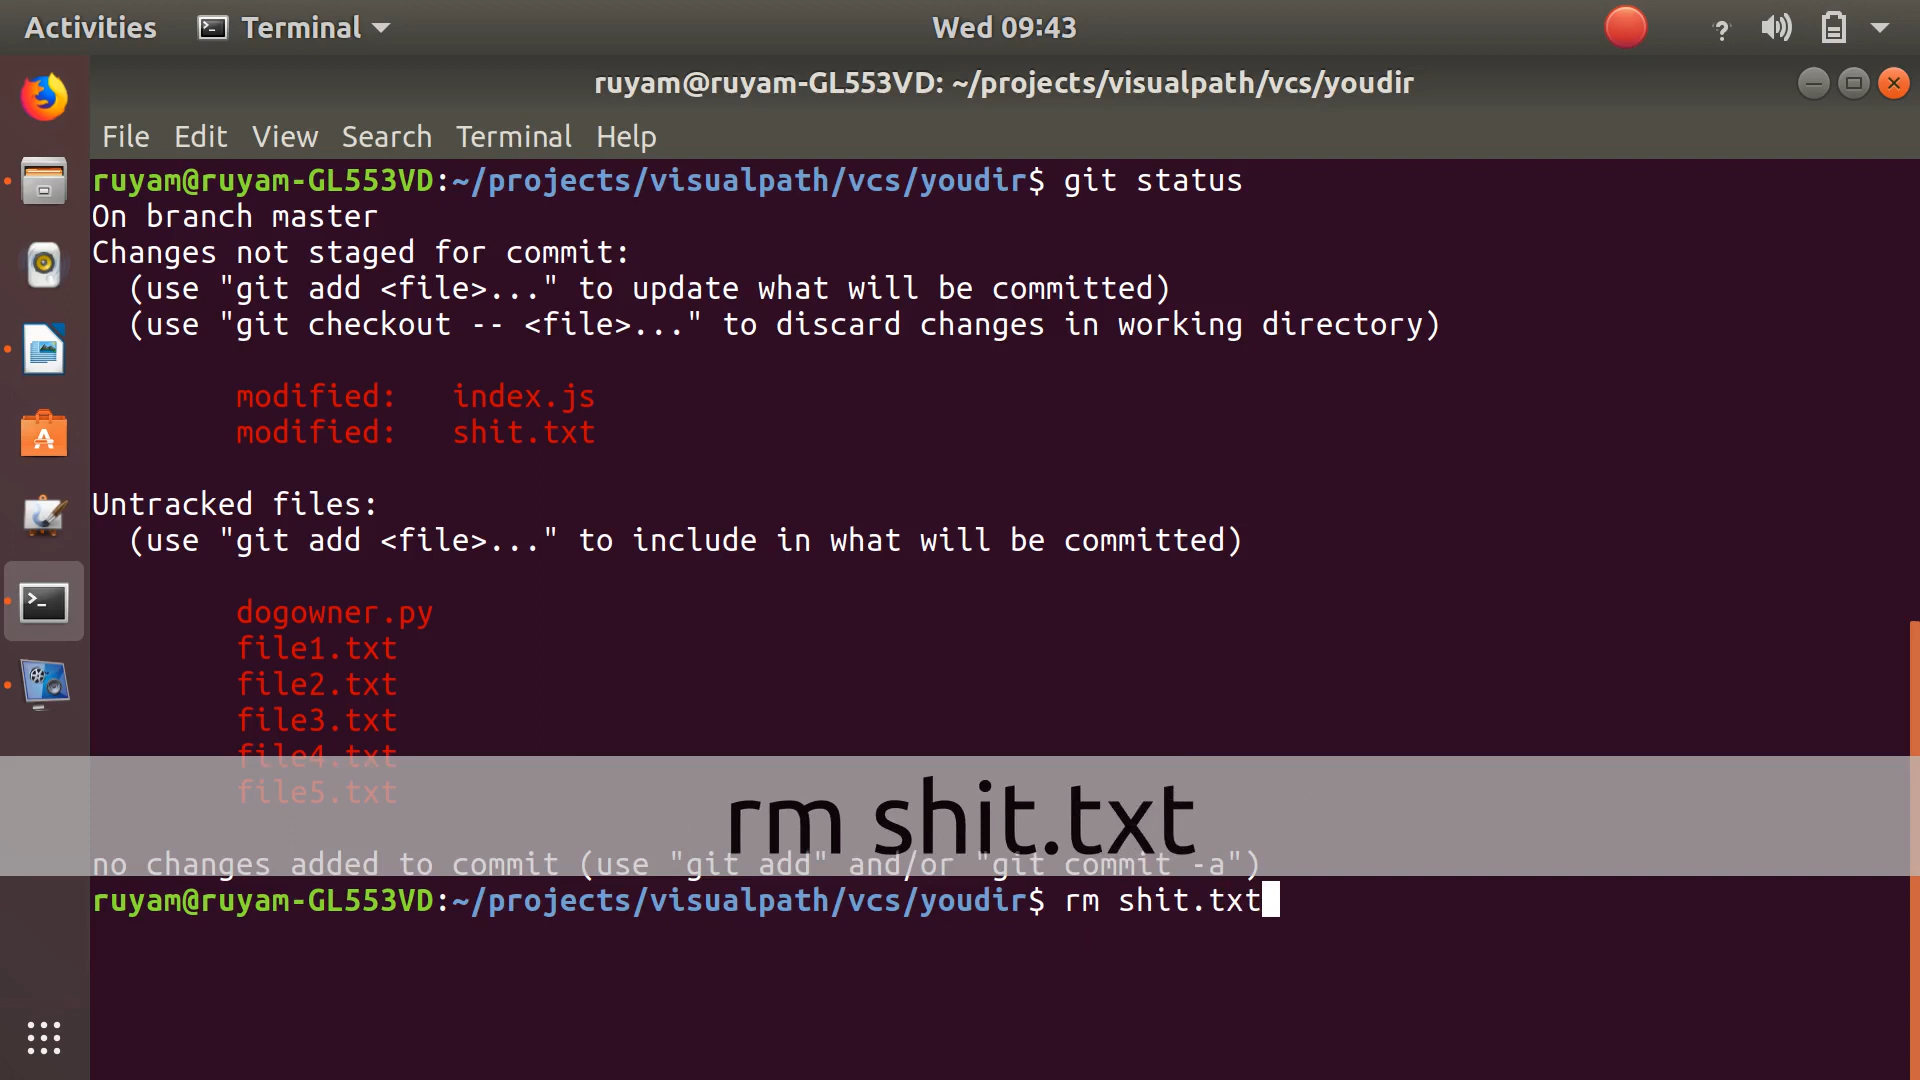 Activities Terminal Wed 09:43
ruyam@ruyam-GL553VD: ~/projects/visualpath/vcs/youdir
File Edit View Search Terminal Help
ruyam@ruyam-GL553VD:~/projects/visualpath/vcs/youdir$ git status
On branch master
Changes not staged for commit:
  (use "git add <file>..." to update what will be committed)
  (use "git checkout -- <file>..." to discard changes in working directory)
        modified:   index.js
        modified:   shit.txt
Untracked files:
  (use "git add <file>..." to include in what will be committed)
        dogowner.py
        file1.txt
        file2.txt
        file3.txt
        file4.txt
        file5.txt
rm shit.txt
no changes added to commit (use "git add" and/or "git commit -a")
ruyam@ruyam-GL553VD:~/projects/visualpath/vcs/youdir$ rm shit.txt